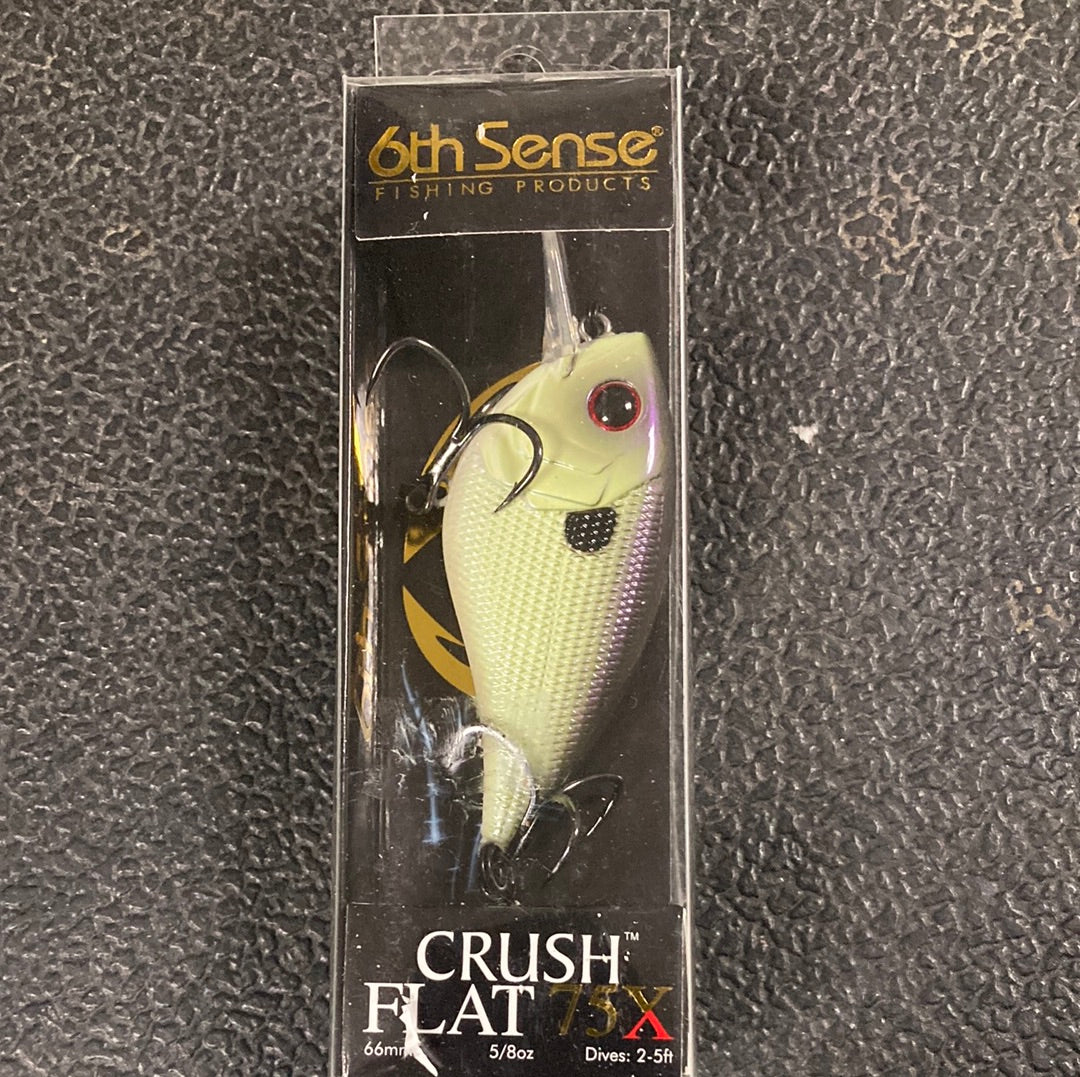 6th Sense®
FISHING PRODUCTS
CRUSH™
FLAT 75X
66mm 5/8oz Dives: 2-5ft